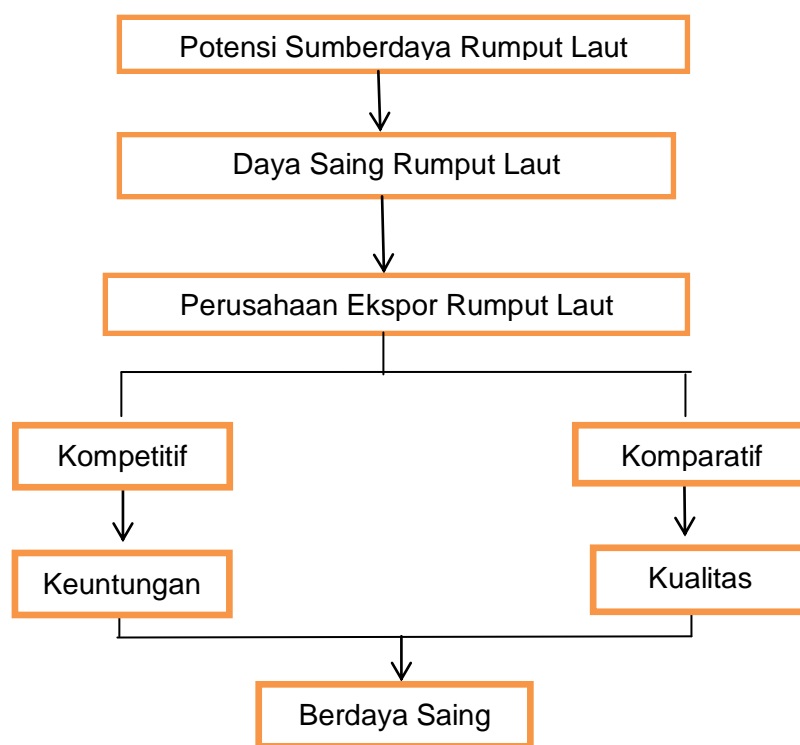 Potensi Sumberdaya Rumput Laut
Daya Saing Rumput Laut
Perusahaan Ekspor Rumput Laut
Kompetitif
Komparatif
Keuntungan
Kualitas
Berdaya Saing